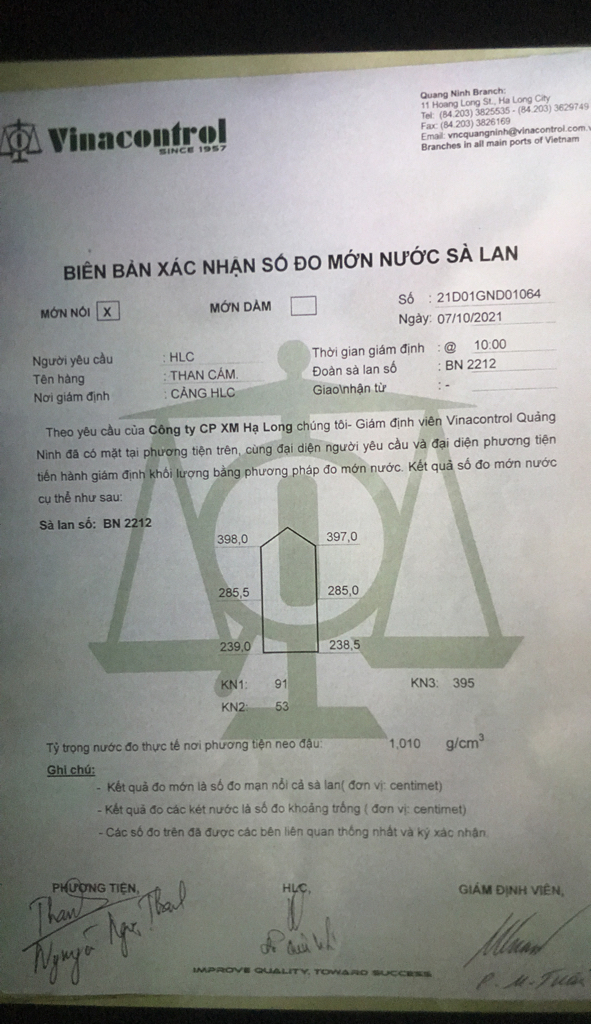 Vinacontrol
SINCE 1957
Quang Ninh Branch:
11 Hoang Long St., Ha Long City
Tel: (84.203) 3825535 - (84.203) 3829749
Fax: (84.203) 3826169
Email: vncquangninh@vinacontrol.com.v
Branches in all main ports of Vietnam
BIÊN BẢN XÁC NHẬN SỐ ĐO MỚN NƯỚC SÀ LAN
MỚN NỔI X MỚN DẦM
Số : 21D01GND01064
Ngày: 07/10/2021
Người yêu cầu : HLC
Tên hàng : THAN CÁM.
Nơi giám định : CẢNG HLC
Thời gian giám định : @ 10:00
Đoàn sà lan số : BN 2212
Giao\nhận từ : -
Theo yêu cầu của Công ty CP XM Hạ Long chúng tôi- Giám định viên Vinacontrol Quảng
Ninh đã có mặt tại phương tiện trên, cùng đại diện người yêu cầu và đại diện phương tiện
tiến hành giám định khối lượng bằng phương pháp đo mớn nước. Kết quả số đo mớn nước
cụ thể như sau:
Sà lan số: BN 2212
398,0 397,0
285,5 285,0
239,0 238,5
KN1: 91 KN3: 395
KN2: 53
Tỷ trọng nước đo thực tế nơi phương tiện neo đậu: 1,010 g/cm³
Ghi chú:
- Kết quả đo mớn là số đo mạn nổi cả sà lan( đơn vị: centimet)
- Kết quả đo các két nước là số đo khoảng trống ( đơn vị: centimet)
- Các số đo trên đã được các bên liên quan thống nhất và ký xác nhận.
PHƯƠNG TIỆN, HLC, GIÁM ĐỊNH VIÊN,
IMPROVE QUALITY, TOWARD SUCCESS